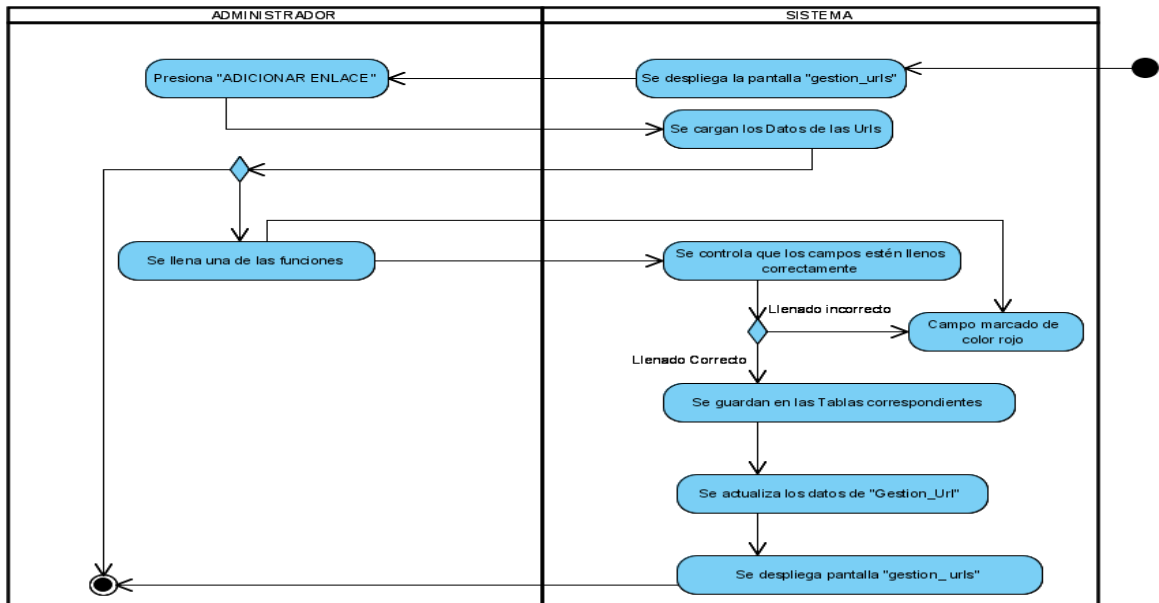 ADMINISTRADOR
SISTEMA
Presiona "ADICIONAR ENLACE"
Se despliega la pantalla "gestion_urls"
Se cargan los Datos de las Urls
Se llena una de las funciones
Se controla que los campos estén llenos
correctamente
Llenado incorrecto
Campo marcado de
color rojo
Llenado Correcto
Se guardan en las Tablas correspondientes
Se actualiza los datos de "Gestion_Url"
Se despliega pantalla "gestion_ urls"